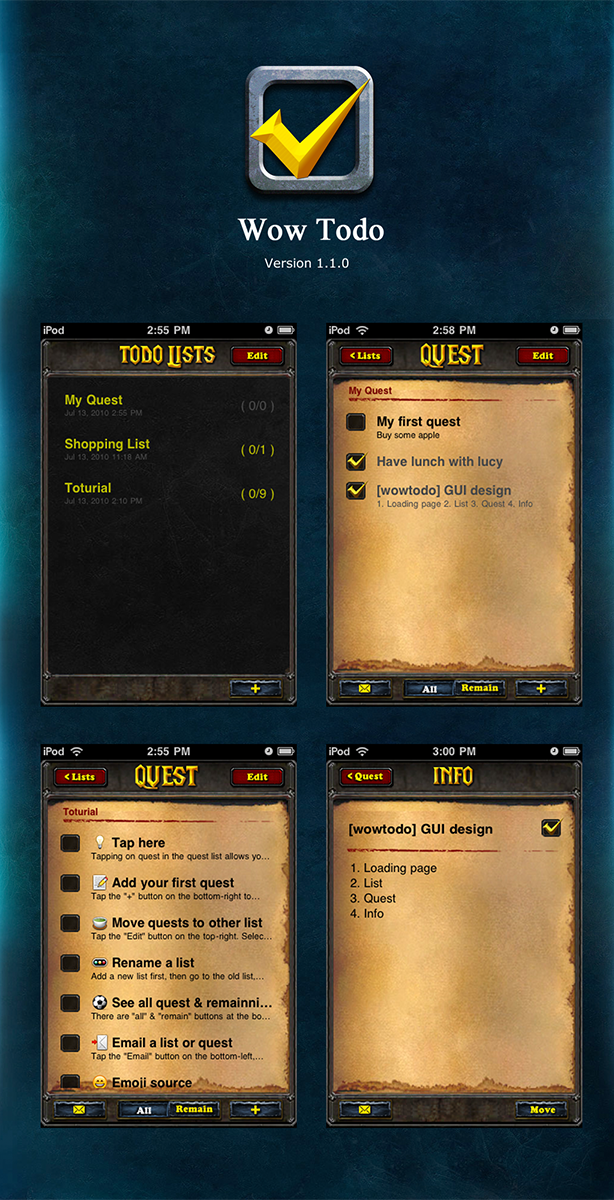 Wow Todo
Version 1.1.0
iPod 2:55 PM
TODO LISTS Edit
My Quest ( 0/0 )
Jul 13, 2010 2:55 PM
Shopping List ( 0/1 )
Jul 13, 2010 11:18 AM
Toturial ( 0/9 )
Jul 13, 2010 2:10 PM
+
iPod 2:58 PM
< Lists QUEST Edit
My Quest
My first quest
Buy some apple
Have lunch with lucy
[wowtodo] GUI design
1. Loading page 2. List 3. Quest 4. Info
All Remain +
iPod 2:55 PM
< Lists QUEST Edit
Toturial
Tap here
Tapping on quest in the quest list allows yo…
Add your first quest
Tap the "+" button on the bottom-right to…
Move quests to other list
Tap the "Edit" button on the top-right. Selec…
Rename a list
Add a new list first, then go to the old list,…
See all quest & remainni…
There are "all" & "remain" buttons at the bo…
Email a list or quest
Tap the "Email" button on the bottom-left,…
Emoji source
All Remain +
iPod 3:00 PM
< Quest INFO
[wowtodo] GUI design
1. Loading page
2. List
3. Quest
4. Info
Move